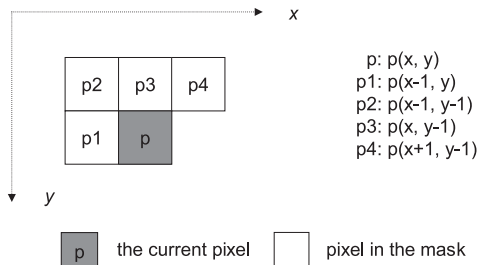 x
p2 p3 p4
p1 p
y
p: p(x, y)
p1: p(x-1, y)
p2: p(x-1, y-1)
p3: p(x, y-1)
p4: p(x+1, y-1)
p the current pixel pixel in the mask